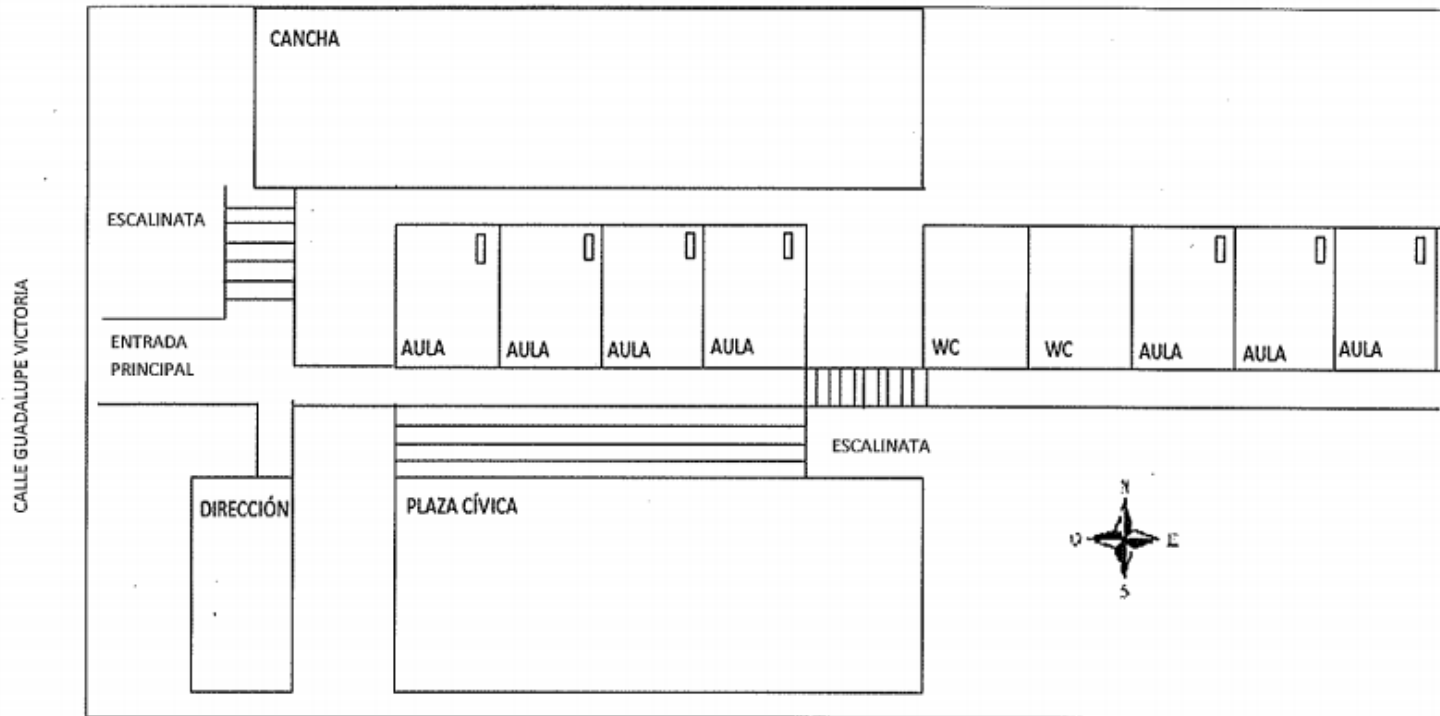 CANCHA
ESCALINATA
CALLE GUADALUPE VICTORIA
ENTRADA
PRINCIPAL
AULA
AULA
AULA
AULA
WC
WC
AULA
AULA
AULA
ESCALINATA
DIRECCIÓN
PLAZA CÍVICA
N
O
E
S